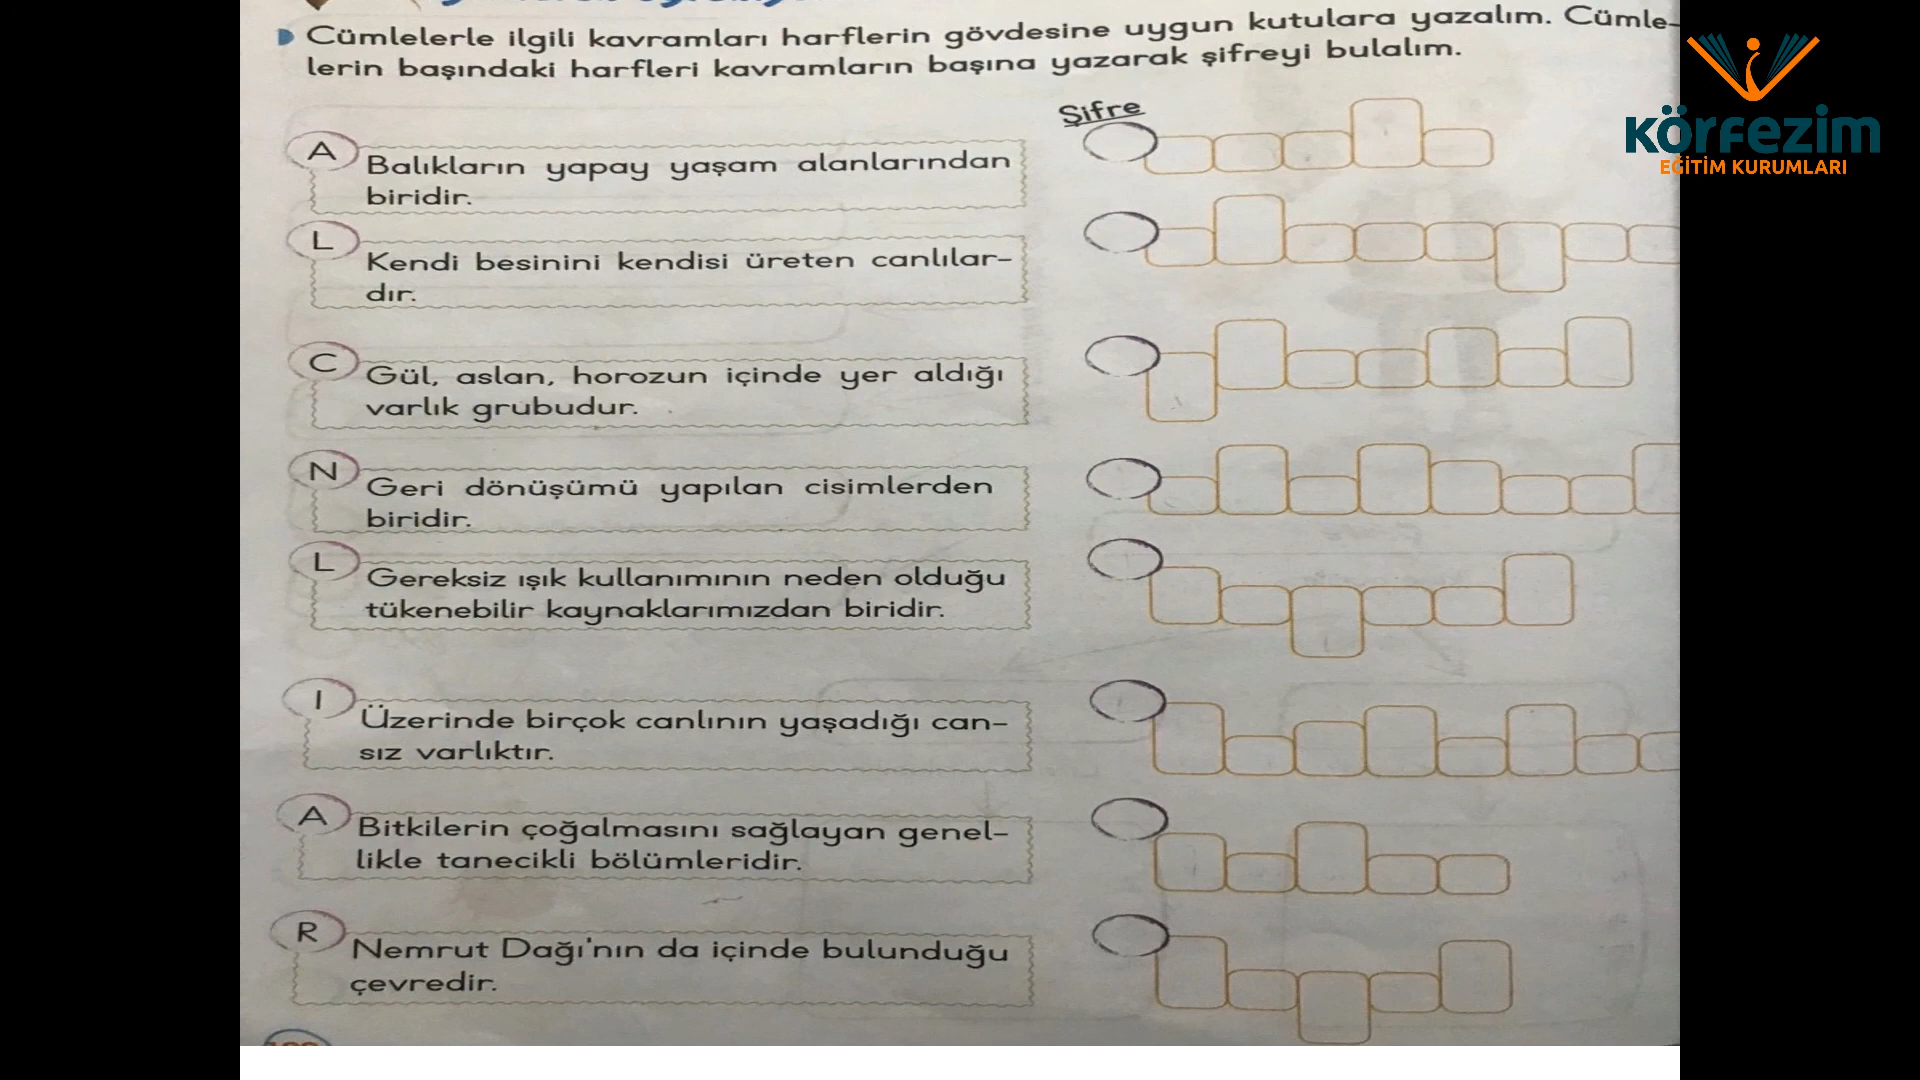 Cümlelerle ilgili kavramları harflerin gövdesine uygun kutulara yazalım. Cümle-
lerin başındaki harfleri kavramların başına yazarak şifreyi bulalım.
Şifre
körfezim
EĞİTİM KURUMLARI
A
Balıkların yapay yaşam alanlarından
biridir.
L
Kendi besinini kendisi üreten canlılar-
dır.
C
Gül, aslan, horozun içinde yer aldığı
varlık grubudur.
N
Geri dönüşümü yapılan cisimlerden
biridir.
L
Gereksiz ışık kullanımının neden olduğu
tükenebilir kaynaklarımızdan biridir.
I
Üzerinde birçok canlının yaşadığı can-
sız varlıktır.
A
Bitkilerin çoğalmasını sağlayan genel-
likle tanecikli bölümleridir.
R
Nemrut Dağı'nın da içinde bulunduğu
çevredir.